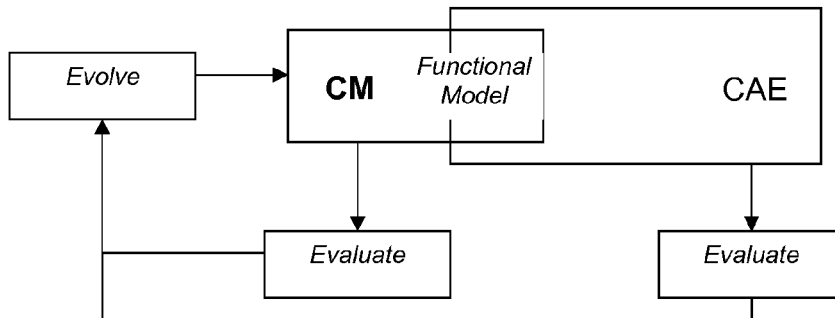 Evolve
CM
Functional
Model
CAE
Evaluate
Evaluate